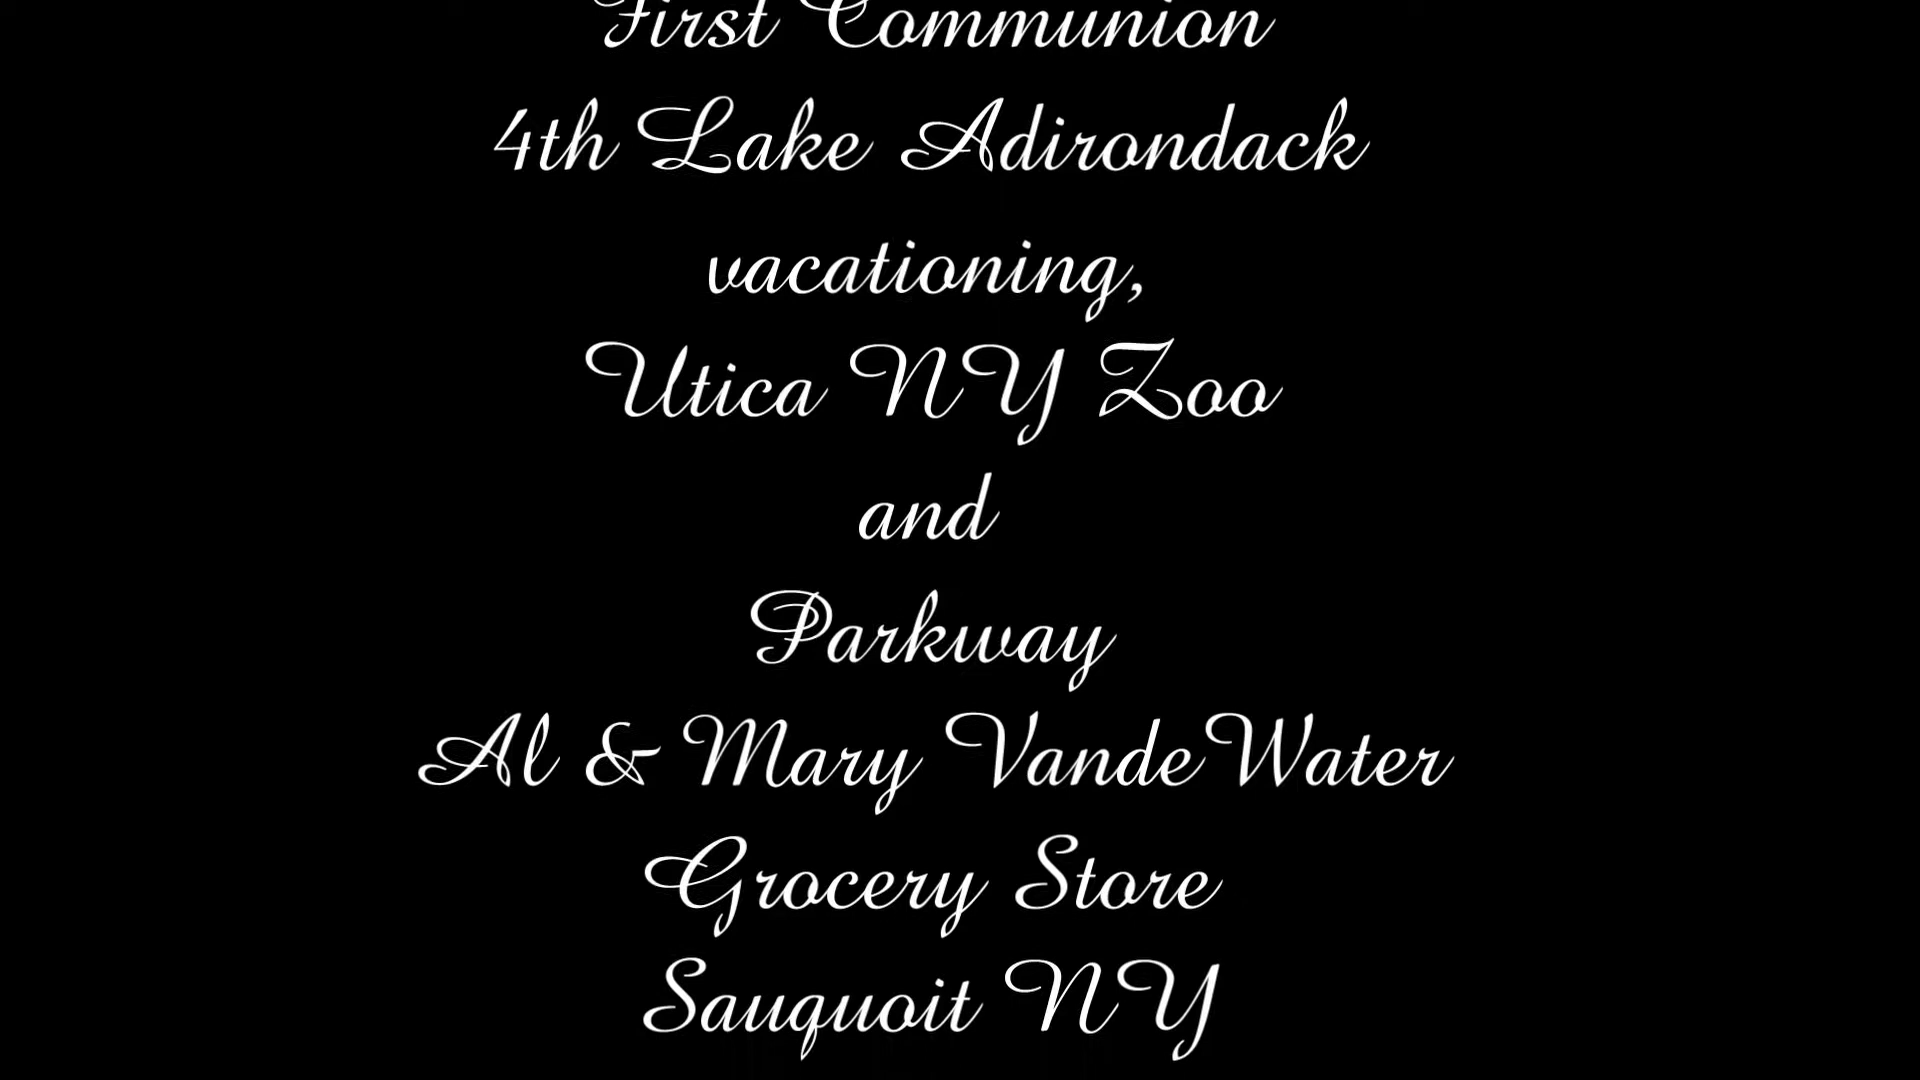 First Communion
4th Lake Adirondack
vacationing,
Utica NY Zoo
and
Parkway
Al & Mary VandeWater
Grocery Store
Sauquoit NY